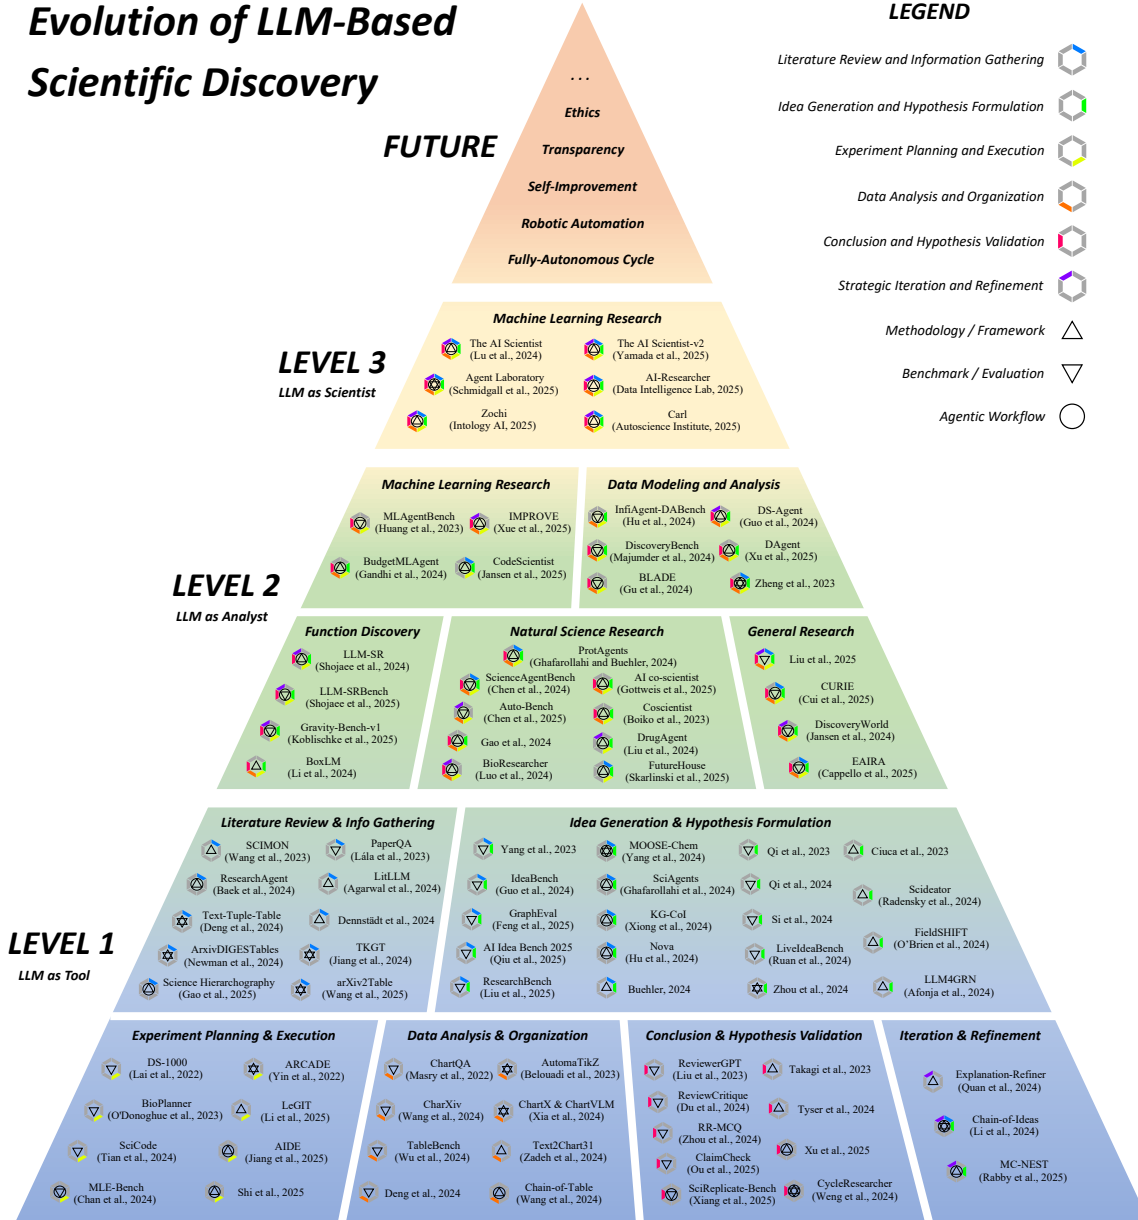 Evolution of LLM-Based
Scientific Discovery
LEGEND
Literature Review and Information Gathering
Idea Generation and Hypothesis Formulation
Experiment Planning and Execution
Data Analysis and Organization
Conclusion and Hypothesis Validation
Strategic Iteration and Refinement
Methodology / Framework
Benchmark / Evaluation
Agentic Workflow
FUTURE
...
Ethics
Transparency
Self-Improvement
Robotic Automation
Fully-Autonomous Cycle
LEVEL 3
LLM as Scientist
Machine Learning Research
The AI Scientist
(Lu et al., 2024)
The AI Scientist-v2
(Yamada et al., 2025)
Agent Laboratory
(Schmidgall et al., 2025)
AI-Researcher
(Data Intelligence Lab, 2025)
Zochi
(Intology AI, 2025)
Carl
(Autoscience Institute, 2025)
LEVEL 2
LLM as Analyst
Machine Learning Research
MLAgentBench
(Huang et al., 2023)
IMPROVE
(Xue et al., 2025)
BudgetMLAgent
(Gandhi et al., 2024)
CodeScientist
(Jansen et al., 2025)
Data Modeling and Analysis
InfiAgent-DABench
(Hu et al., 2024)
DS-Agent
(Guo et al., 2024)
DiscoveryBench
(Majumder et al., 2024)
DAgent
(Xu et al., 2025)
BLADE
(Gu et al., 2024)
Zheng et al., 2023
Function Discovery
LLM-SR
(Shojaee et al., 2024)
LLM-SRBench
(Shojaee et al., 2025)
Gravity-Bench-v1
(Koblischke et al., 2025)
BoxLM
(Li et al., 2024)
Natural Science Research
ProtAgents
(Ghafarollahi and Buehler, 2024)
ScienceAgentBench
(Chen et al., 2024)
AI co-scientist
(Gottweis et al., 2025)
Auto-Bench
(Chen et al., 2025)
Coscientist
(Boiko et al., 2023)
Gao et al., 2024
DrugAgent
(Liu et al., 2024)
BioResearcher
(Luo et al., 2024)
FutureHouse
(Skarlinski et al., 2025)
General Research
Liu et al., 2025
CURIE
(Cui et al., 2025)
DiscoveryWorld
(Jansen et al., 2024)
EAIRA
(Cappello et al., 2025)
LEVEL 1
LLM as Tool
Literature Review & Info Gathering
SCIMON
(Wang et al., 2023)
PaperQA
(Lála et al., 2023)
ResearchAgent
(Baek et al., 2024)
LitLLM
(Agarwal et al., 2024)
Text-Tuple-Table
(Deng et al., 2024)
Dennstädt et al., 2024
ArxivDIGESTables
(Newman et al., 2024)
TKGT
(Jiang et al., 2024)
Science Hierarchography
(Gao et al., 2025)
arXiv2Table
(Wang et al., 2025)
Idea Generation & Hypothesis Formulation
Yang et al., 2023
MOOSE-Chem
(Yang et al., 2024)
Qi et al., 2023
Ciuca et al., 2023
IdeaBench
(Guo et al., 2024)
SciAgents
(Ghafarollahi et al., 2024)
Qi et al., 2024
Scideator
(Radensky et al., 2024)
GraphEval
(Feng et al., 2025)
KG-CoI
(Xiong et al., 2024)
Si et al., 2024
FieldSHIFT
(O'Brien et al., 2024)
AI Idea Bench 2025
(Qiu et al., 2025)
Nova
(Hu et al., 2024)
LiveIdeaBench
(Ruan et al., 2024)
ResearchBench
(Liu et al., 2025)
Buehler, 2024
Zhou et al., 2024
LLM4GRN
(Afonja et al., 2024)
Experiment Planning & Execution
DS-1000
(Lai et al., 2022)
ARCADE
(Yin et al., 2022)
BioPlanner
(O'Donoghue et al., 2023)
LeGIT
(Li et al., 2025)
SciCode
(Tian et al., 2024)
AIDE
(Jiang et al., 2025)
MLE-Bench
(Chan et al., 2024)
Shi et al., 2025
Data Analysis & Organization
ChartQA
(Masry et al., 2022)
AutomaTikZ
(Belouadi et al., 2023)
CharXiv
(Wang et al., 2024)
ChartX & ChartVLM
(Xia et al., 2024)
TableBench
(Wu et al., 2024)
Text2Chart31
(Zadeh et al., 2024)
Deng et al., 2024
Chain-of-Table
(Wang et al., 2024)
Conclusion & Hypothesis Validation
ReviewerGPT
(Liu et al., 2023)
Takagi et al., 2023
ReviewCritique
(Du et al., 2024)
Tyser et al., 2024
RR-MCQ
(Zhou et al., 2024)
Xu et al., 2025
ClaimCheck
(Ou et al., 2025)
SciReplicate-Bench
(Xiang et al., 2025)
CycleResearcher
(Weng et al., 2024)
Iteration & Refinement
Explanation-Refiner
(Quan et al., 2024)
Chain-of-Ideas
(Li et al., 2024)
MC-NEST
(Rabby et al., 2025)